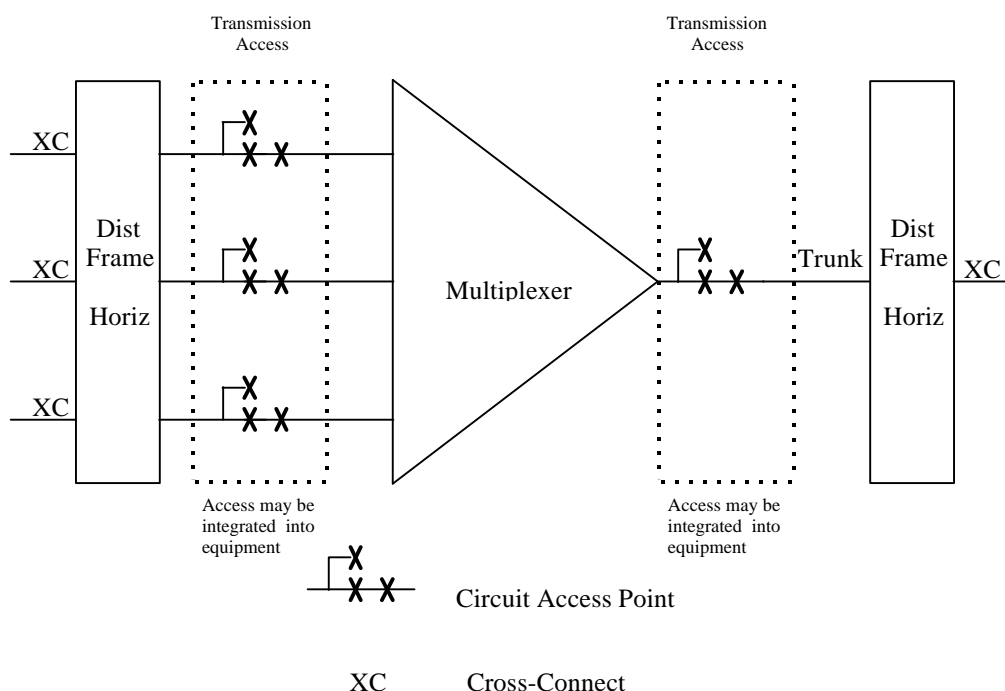 Transmission
Access
Transmission
Access
XC
XC
XC
Dist
Frame
Horiz
Multiplexer
Trunk
Dist
Frame
Horiz
XC
Access may be
integrated into
equipment
Access may be
integrated into
equipment
Circuit Access Point
XC Cross-Connect